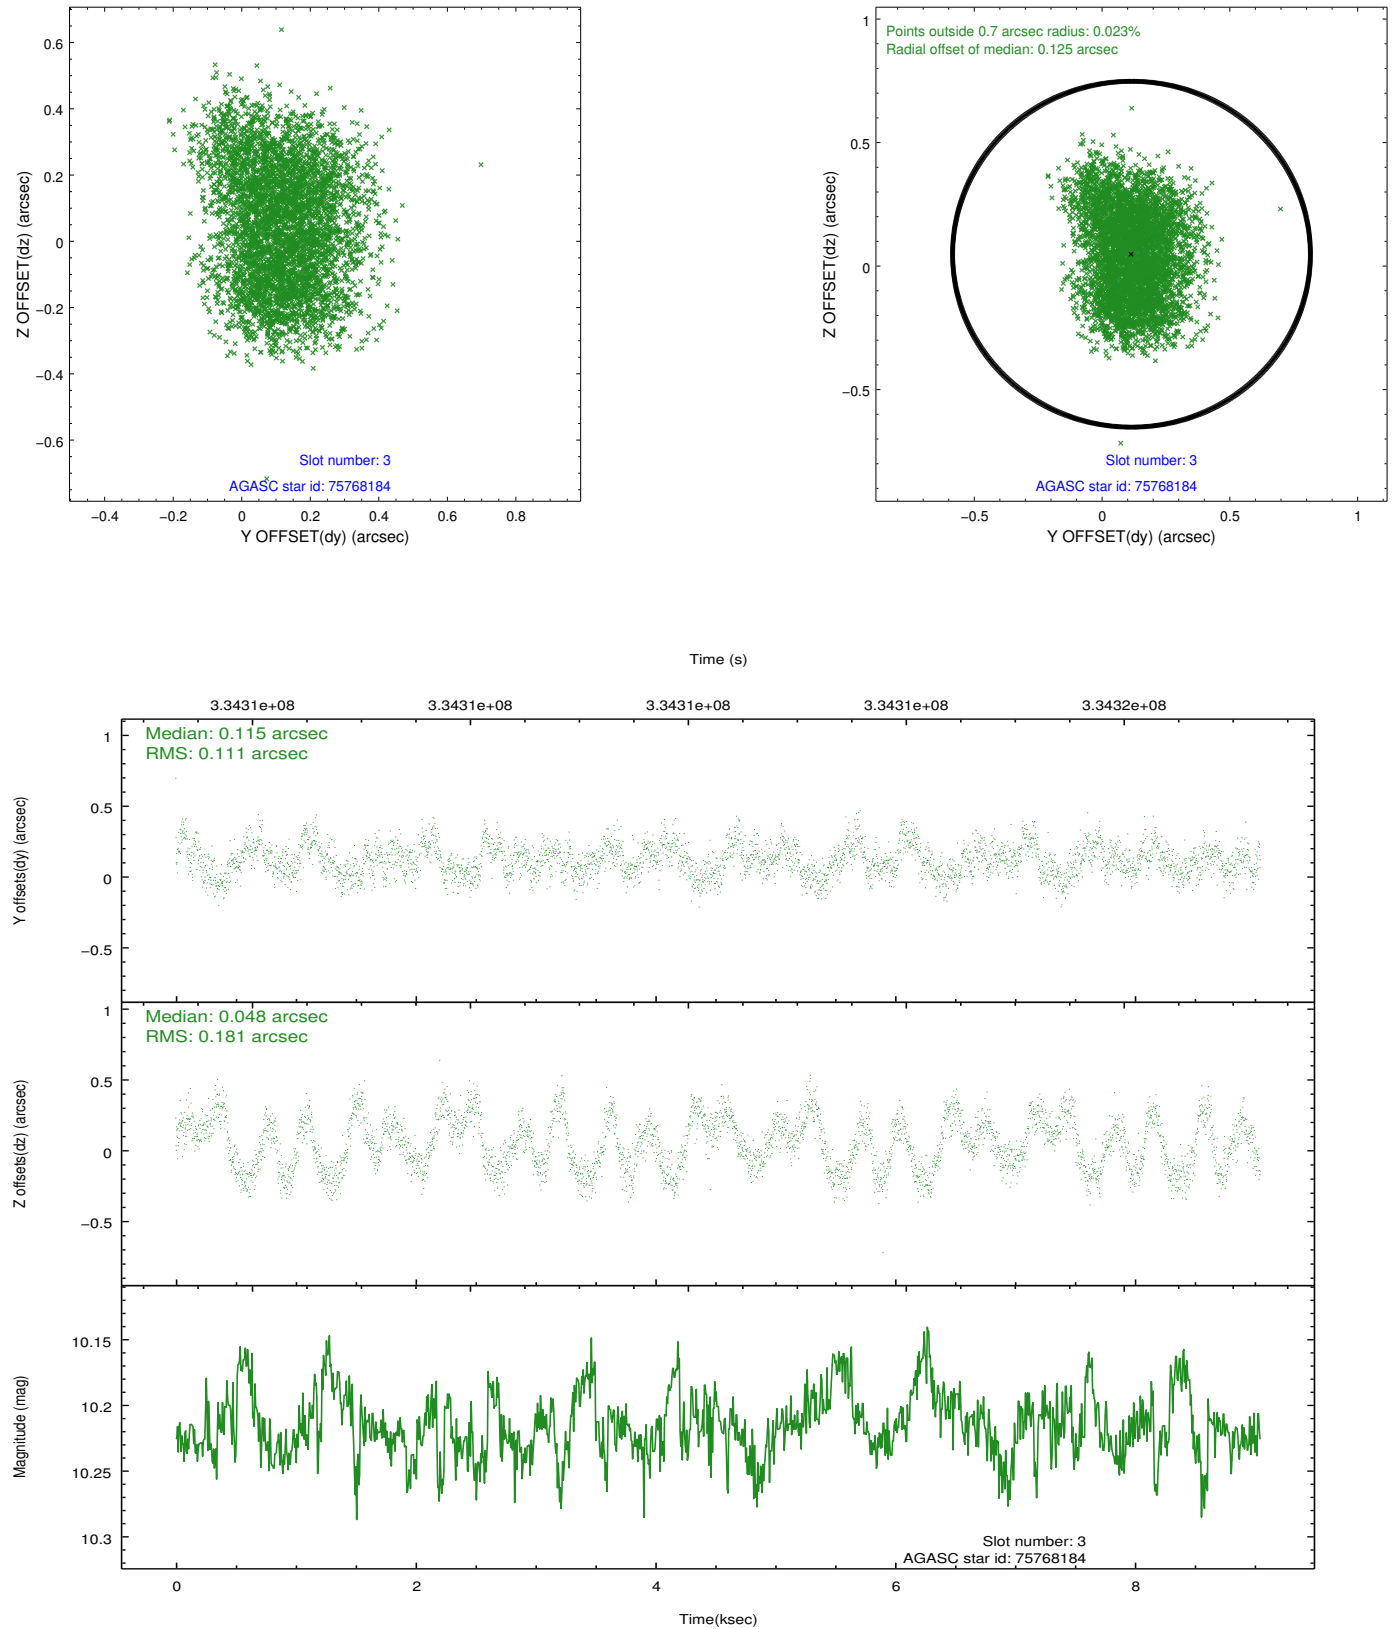 0.6
0.4
0.2
0
−0.2
−0.4
−0.6
Z OFFSET(dz) (arcsec)
Slot number: 3
AGASC star id: 75768184
−0.4 −0.2 0 0.2 0.4 0.6 0.8
Y OFFSET(dy) (arcsec)
Points outside 0.7 arcsec radius: 0.023%
Radial offset of median: 0.125 arcsec
1
0.5
0
−0.5
Z OFFSET(dz) (arcsec)
Slot number: 3
AGASC star id: 75768184
−0.5 0 0.5 1
Y OFFSET(dy) (arcsec)
Time (s)
3.3431e+08 3.3431e+08 3.3431e+08 3.3431e+08 3.3432e+08
Median: 0.115 arcsec
RMS: 0.111 arcsec
1
0.5
0
−0.5
Y offsets(dy) (arcsec)
Median: 0.048 arcsec
RMS: 0.181 arcsec
1
0.5
0
−0.5
Z offsets(dz) (arcsec)
10.15
10.2
10.25
10.3
Magnitude (mag)
Slot number: 3
AGASC star id: 75768184
0 2 4 6 8
Time(ksec)